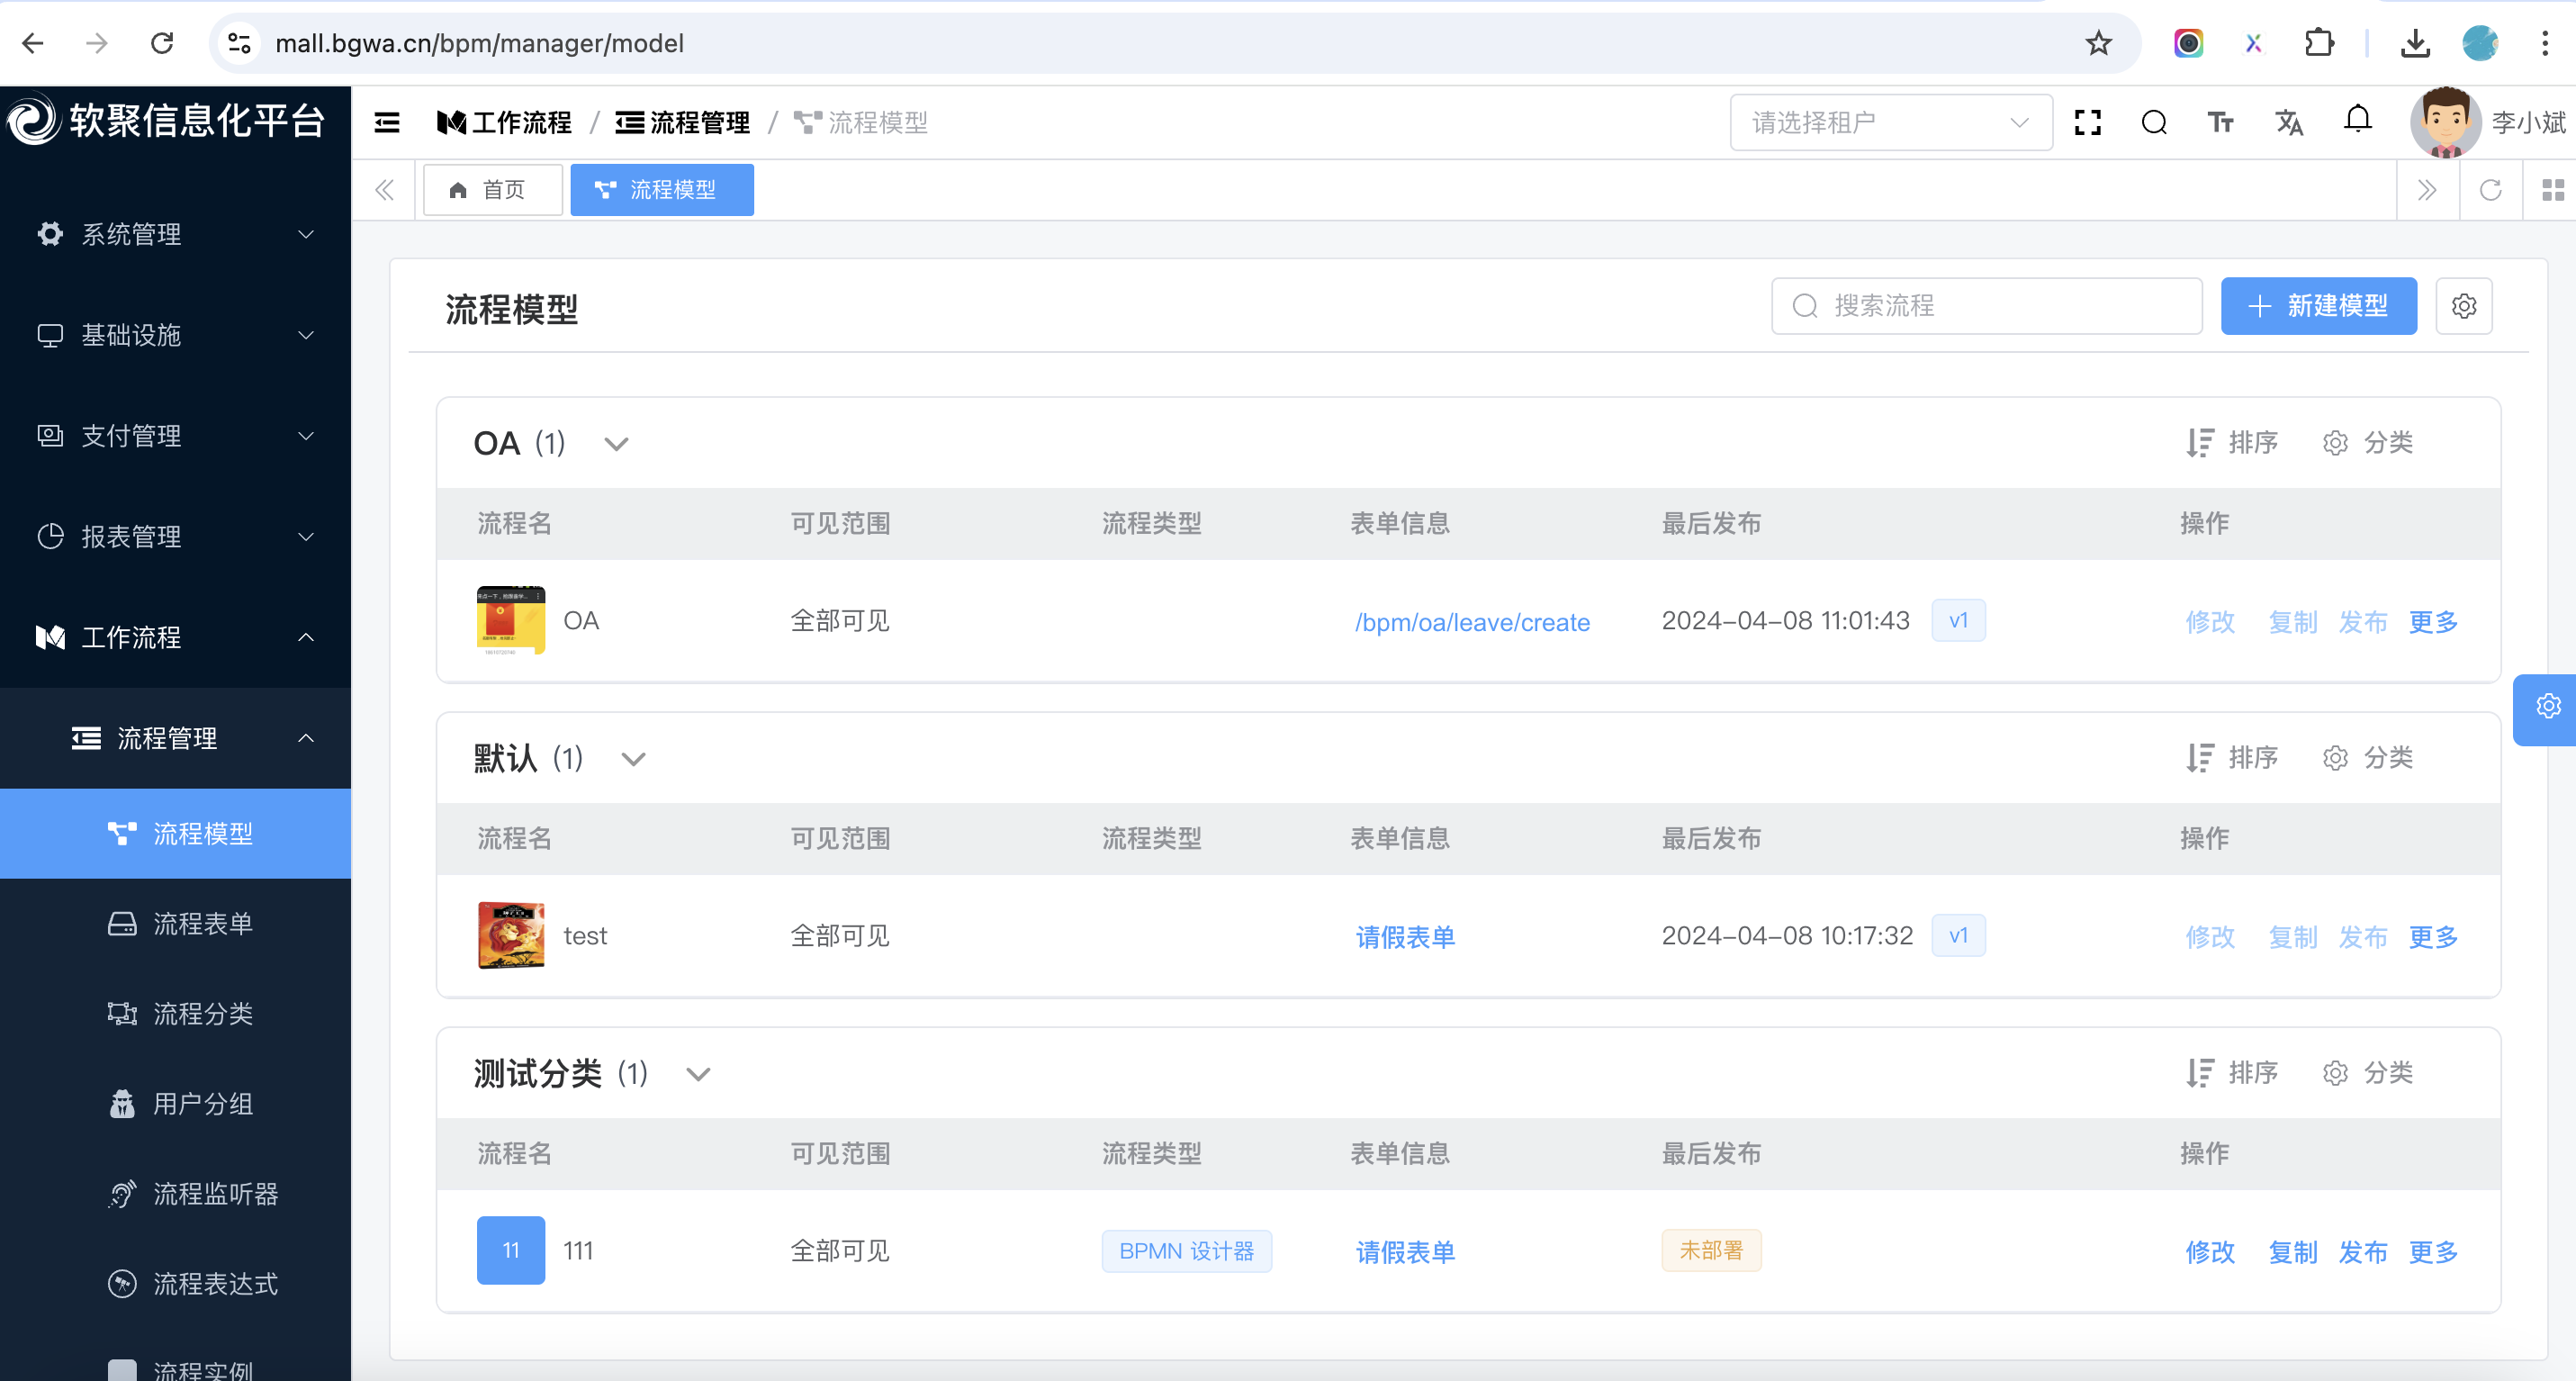 mall.bgwa.cn/bpm/manager/model
软聚信息化平台
工作流程 / 流程管理 / 流程模型
请选择租户
李小斌
首页
流程模型
系统管理
基础设施
支付管理
报表管理
工作流程
流程管理
流程模型
流程表单
流程分类
用户分组
流程监听器
流程表达式
流程实例
流程模型
搜索流程
新建模型
OA (1)
排序 分类
流程名 可见范围 流程类型 表单信息 最后发布 操作
OA 全部可见 /bpm/oa/leave/create 2024-04-08 11:01:43 v1 修改 复制 发布 更多
默认 (1)
排序 分类
流程名 可见范围 流程类型 表单信息 最后发布 操作
test 全部可见 请假表单 2024-04-08 10:17:32 v1 修改 复制 发布 更多
测试分类 (1)
排序 分类
流程名 可见范围 流程类型 表单信息 最后发布 操作
11 111 全部可见 BPMN 设计器 请假表单 未部署 修改 复制 发布 更多